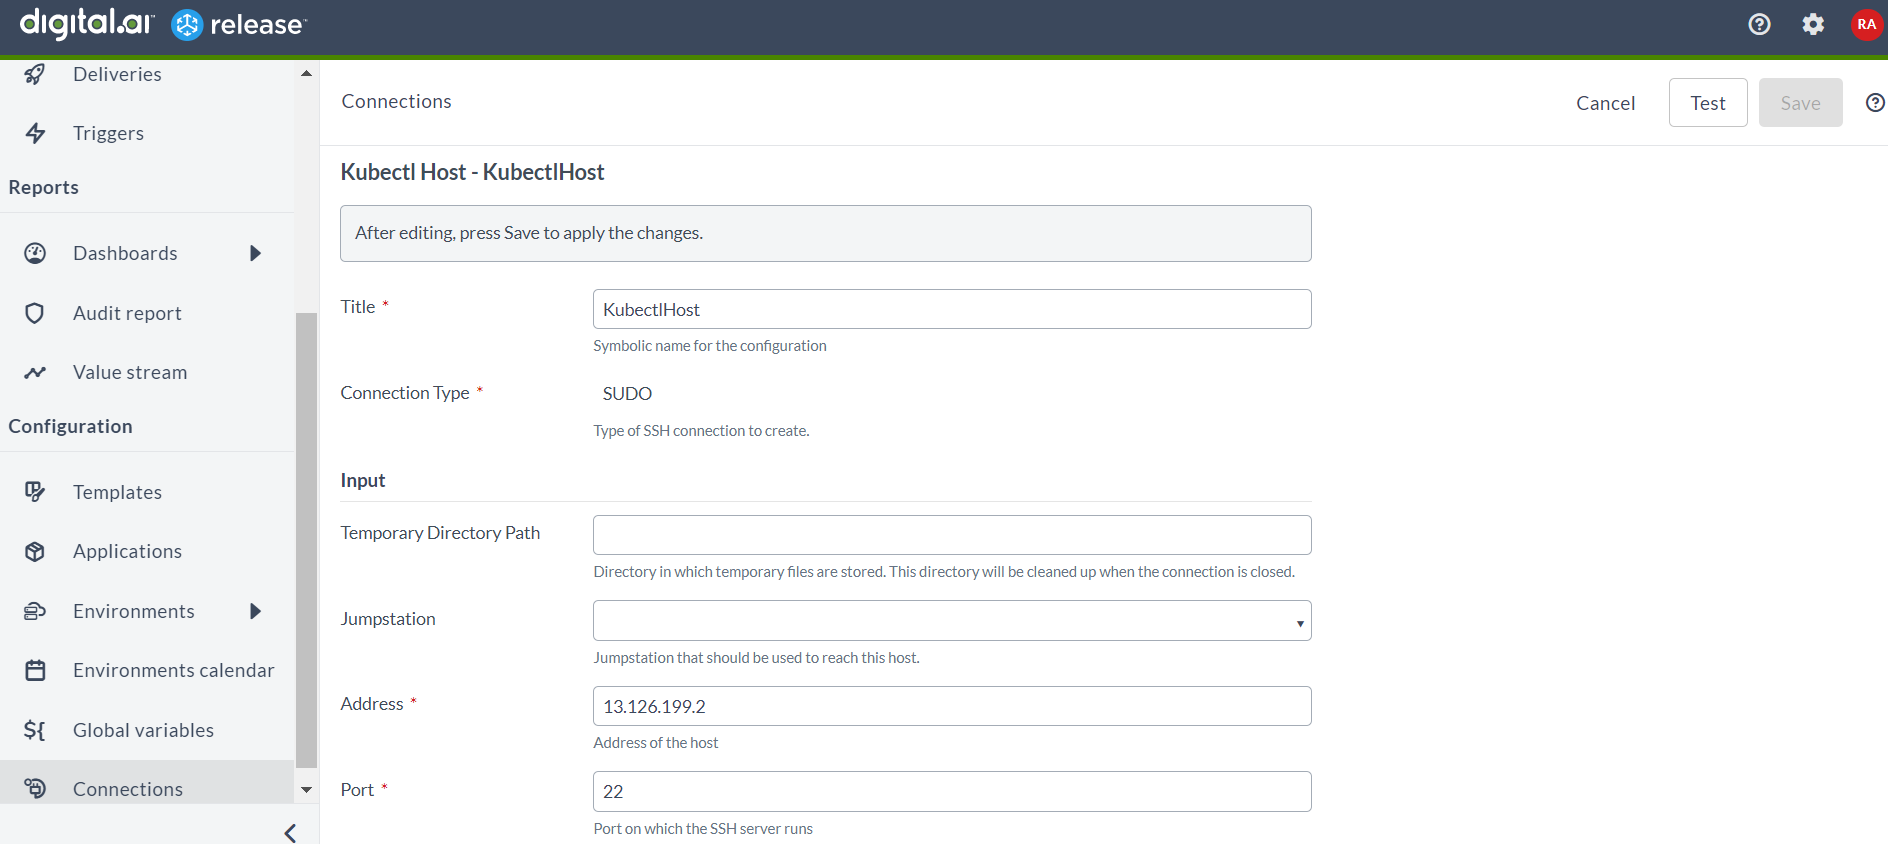 digital.ai release
RA
Deliveries
Triggers
Reports
Dashboards
Audit report
Value stream
Configuration
Templates
Applications
Environments
Environments calendar
Global variables
Connections
Connections
Cancel
Test
Save
Kubectl Host - KubectlHost
After editing, press Save to apply the changes.
Title *
KubectlHost
Symbolic name for the configuration
Connection Type *
SUDO
Type of SSH connection to create.
Input
Temporary Directory Path
Directory in which temporary files are stored. This directory will be cleaned up when the connection is closed.
Jumpstation
Jumpstation that should be used to reach this host.
Address *
13.126.199.2
Address of the host
Port *
22
Port on which the SSH server runs